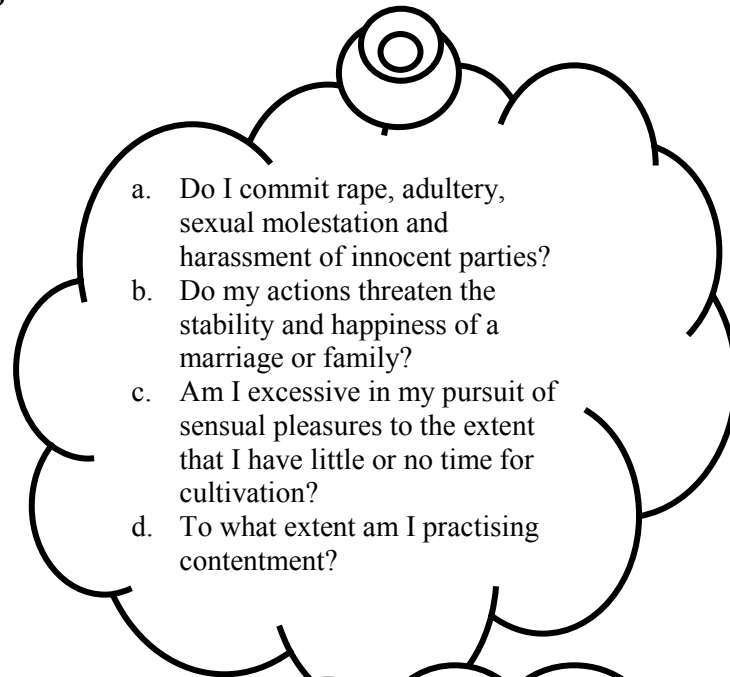 a. Do I commit rape, adultery,
sexual molestation and
harassment of innocent parties?
b. Do my actions threaten the
stability and happiness of a
marriage or family?
c. Am I excessive in my pursuit of
sensual pleasures to the extent
that I have little or no time for
cultivation?
d. To what extent am I practising
contentment?